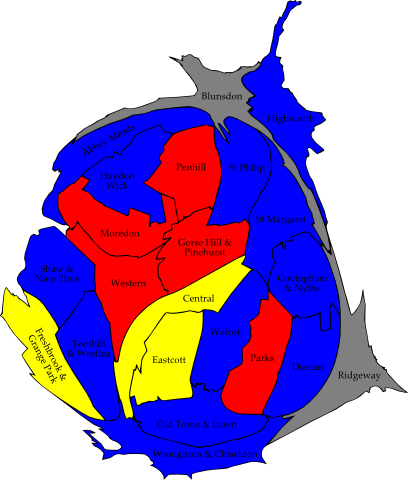 Blunsdon
Highworth
Abbey Meads
Penhill
St Philip
Haydon
Wick
St Margaret
Moredon
Gorse Hill &
Pinehurst
Shaw &
Nine Elms
Western
Covingham
& Nythe
Central
Freshbrook &
Grange Park
Toothill
& Westlea
Eastcott
Walcot
Parks
Dorcan
Ridgeway
Old Town & Lawn
Wroughton & Chiseldon